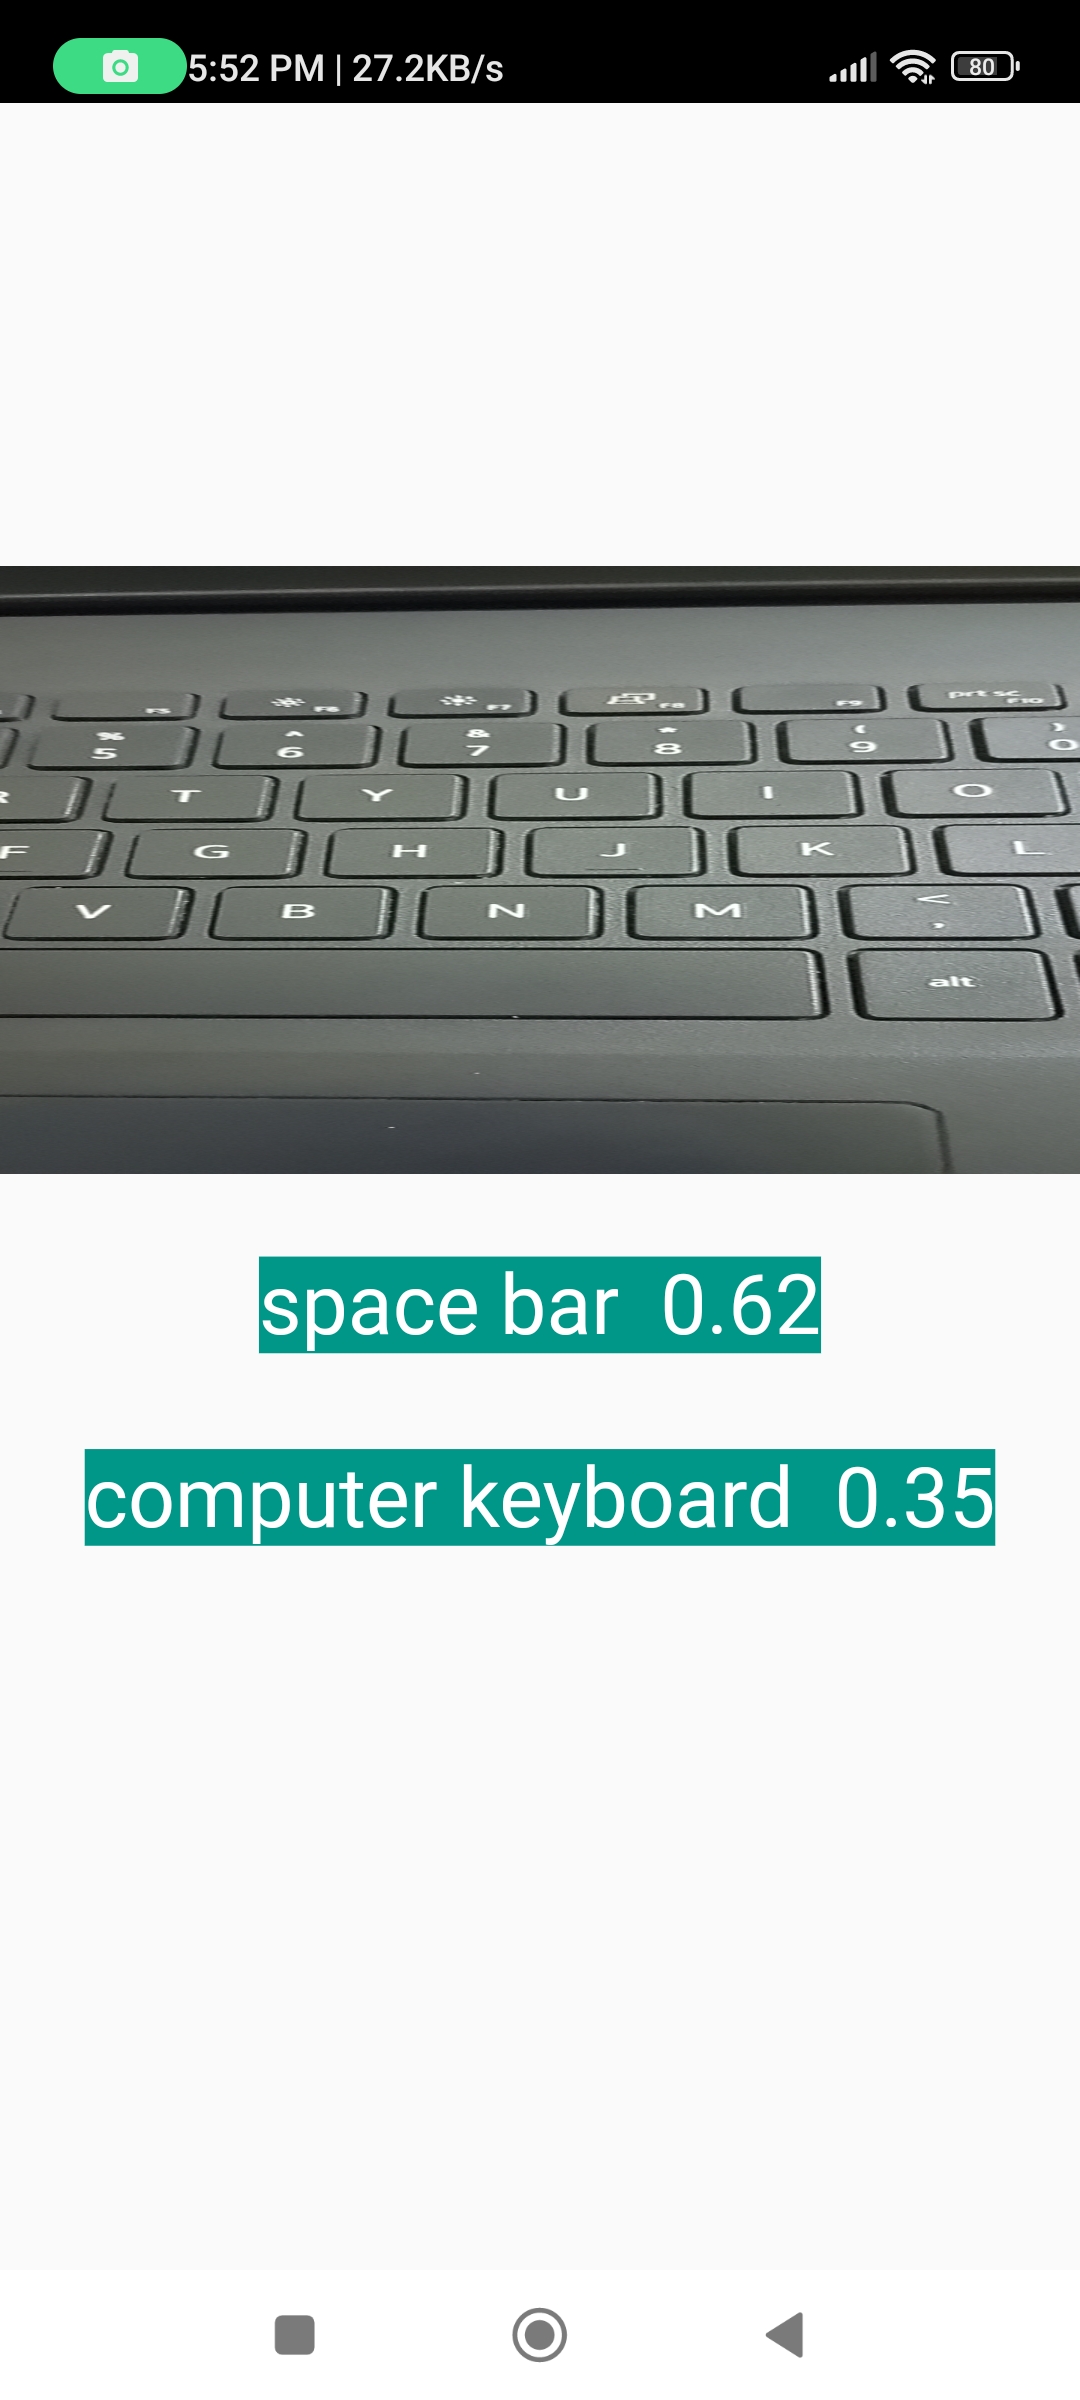 5:52 PM | 27.2KB/s 80
F5 F6 F7 F8 F9 prt sc F10
% ^ & * ( )
5 6 7 8 9 0
R T Y U I O
F G H J K L
V B N M <
,
alt
space bar 0.62
computer keyboard 0.35